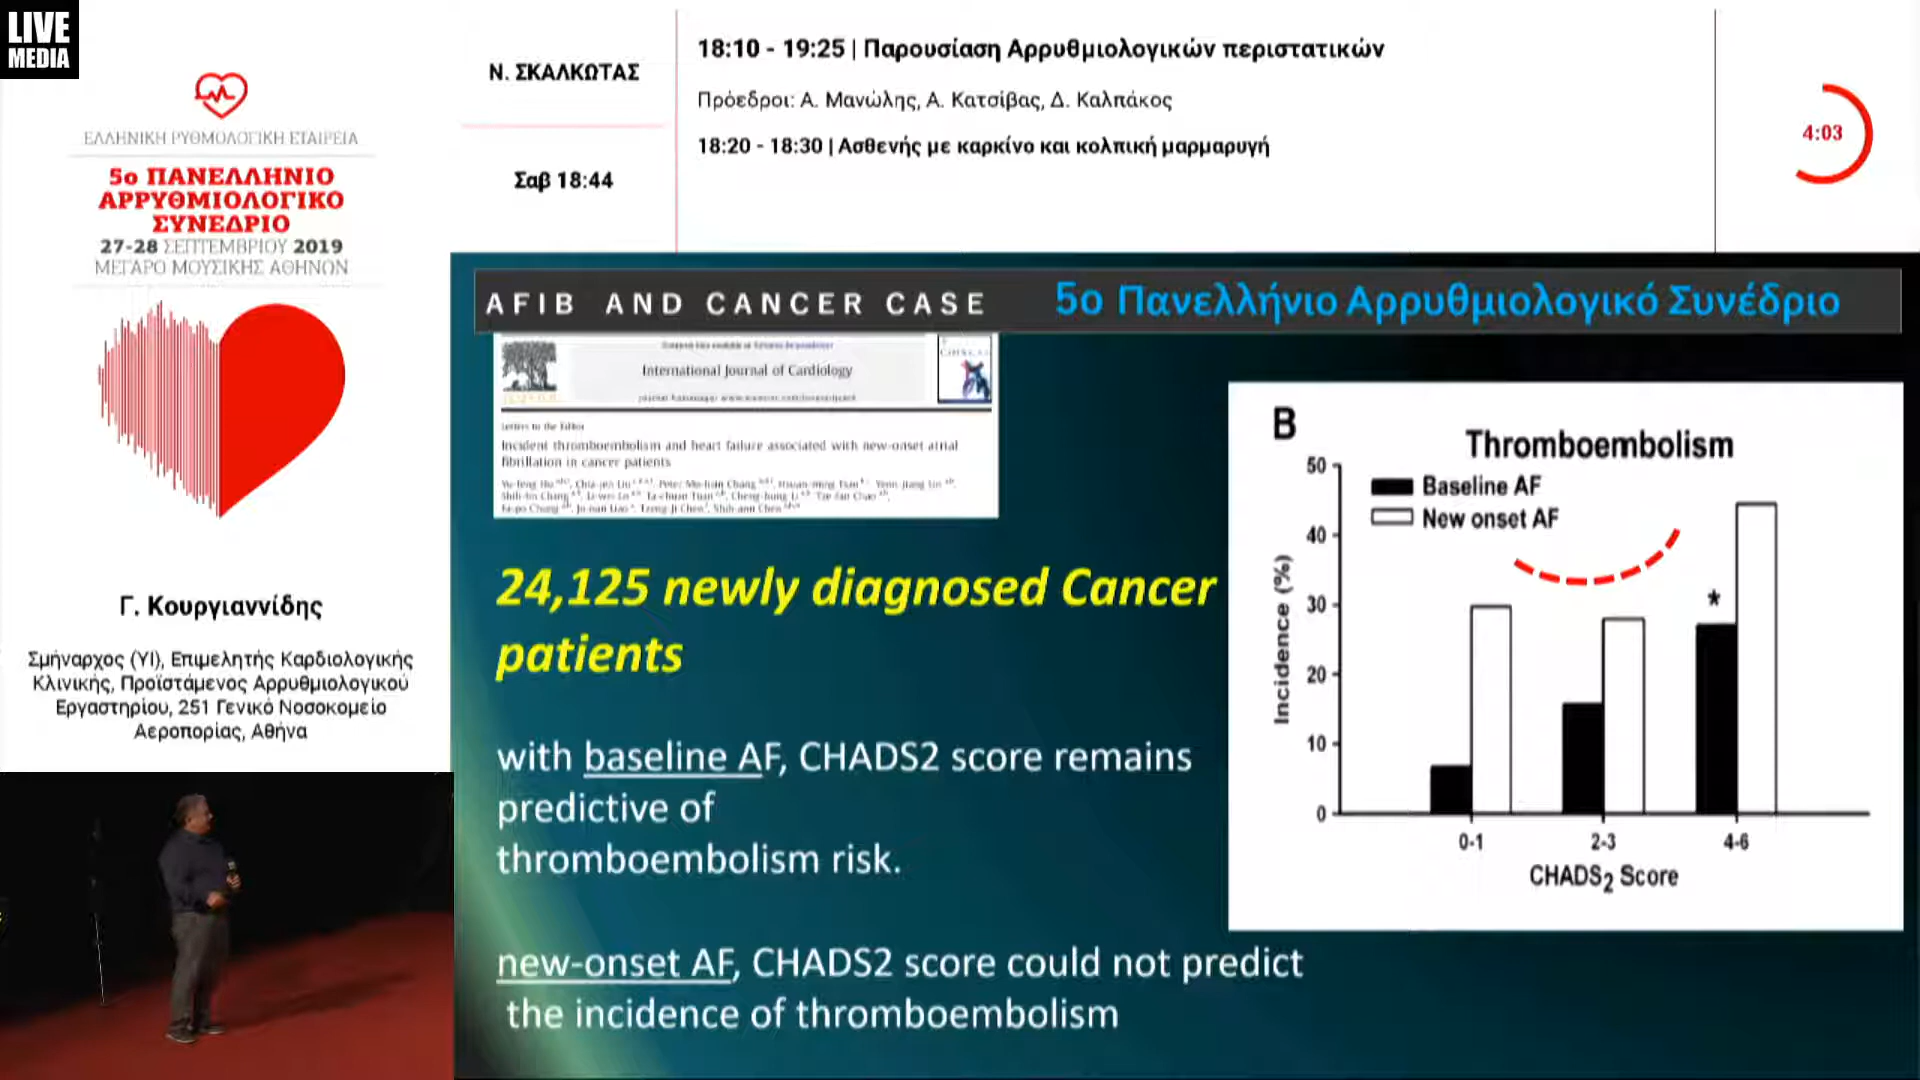 LIVE
MEDIA
ΕΛΛΗΝΙΚΗ ΡΥΘΜΟΛΟΓΙΚΗ ΕΤΑΙΡΕΙΑ
5ο ΠΑΝΕΛΛΗΝΙΟ
ΑΡΡΥΘΜΙΟΛΟΓΙΚΟ
ΣΥΝΕΔΡΙΟ
27-28 ΣΕΠΤΕΜΒΡΙΟΥ 2019
ΜΕΓΑΡΟ ΜΟΥΣΙΚΗΣ ΑΘΗΝΩΝ
Γ. Κουργιαννίδης
Σμήναρχος (ΥΙ), Επιμελητής Καρδιολογικής
Κλινικής, Προϊστάμενος Αρρυθμιολογικού
Εργαστηρίου, 251 Γενικό Νοσοκομείο
Αεροπορίας, Αθήνα
Ν. ΣΚΑΛΚΩΤΑΣ
Σαβ 18:44
18:10 - 19:25 | Παρουσίαση Αρρυθμιολογικών περιστατικών
Πρόεδροι: Α. Μανώλης, Α. Κατσίβας, Δ. Καλπάκος
18:20 - 18:30 | Ασθενής με καρκίνο και κολπική μαρμαρυγή
4:03
AFIB AND CANCER CASE
5ο Πανελλήνιο Αρρυθμιολογικό Συνέδριο
International Journal of Cardiology
Letters to the Editor
Incident thromboembolism and heart failure associated with new-onset atrial
fibrillation in cancer patients
24,125 newly diagnosed Cancer
patients
with baseline AF, CHADS2 score remains
predictive of
thromboembolism risk.
new-onset AF, CHADS2 score could not predict
the incidence of thromboembolism
B
Thromboembolism
Baseline AF
New onset AF
Incidence (%)
50
40
30
20
10
0
*
0-1
2-3
4-6
CHADS2 Score